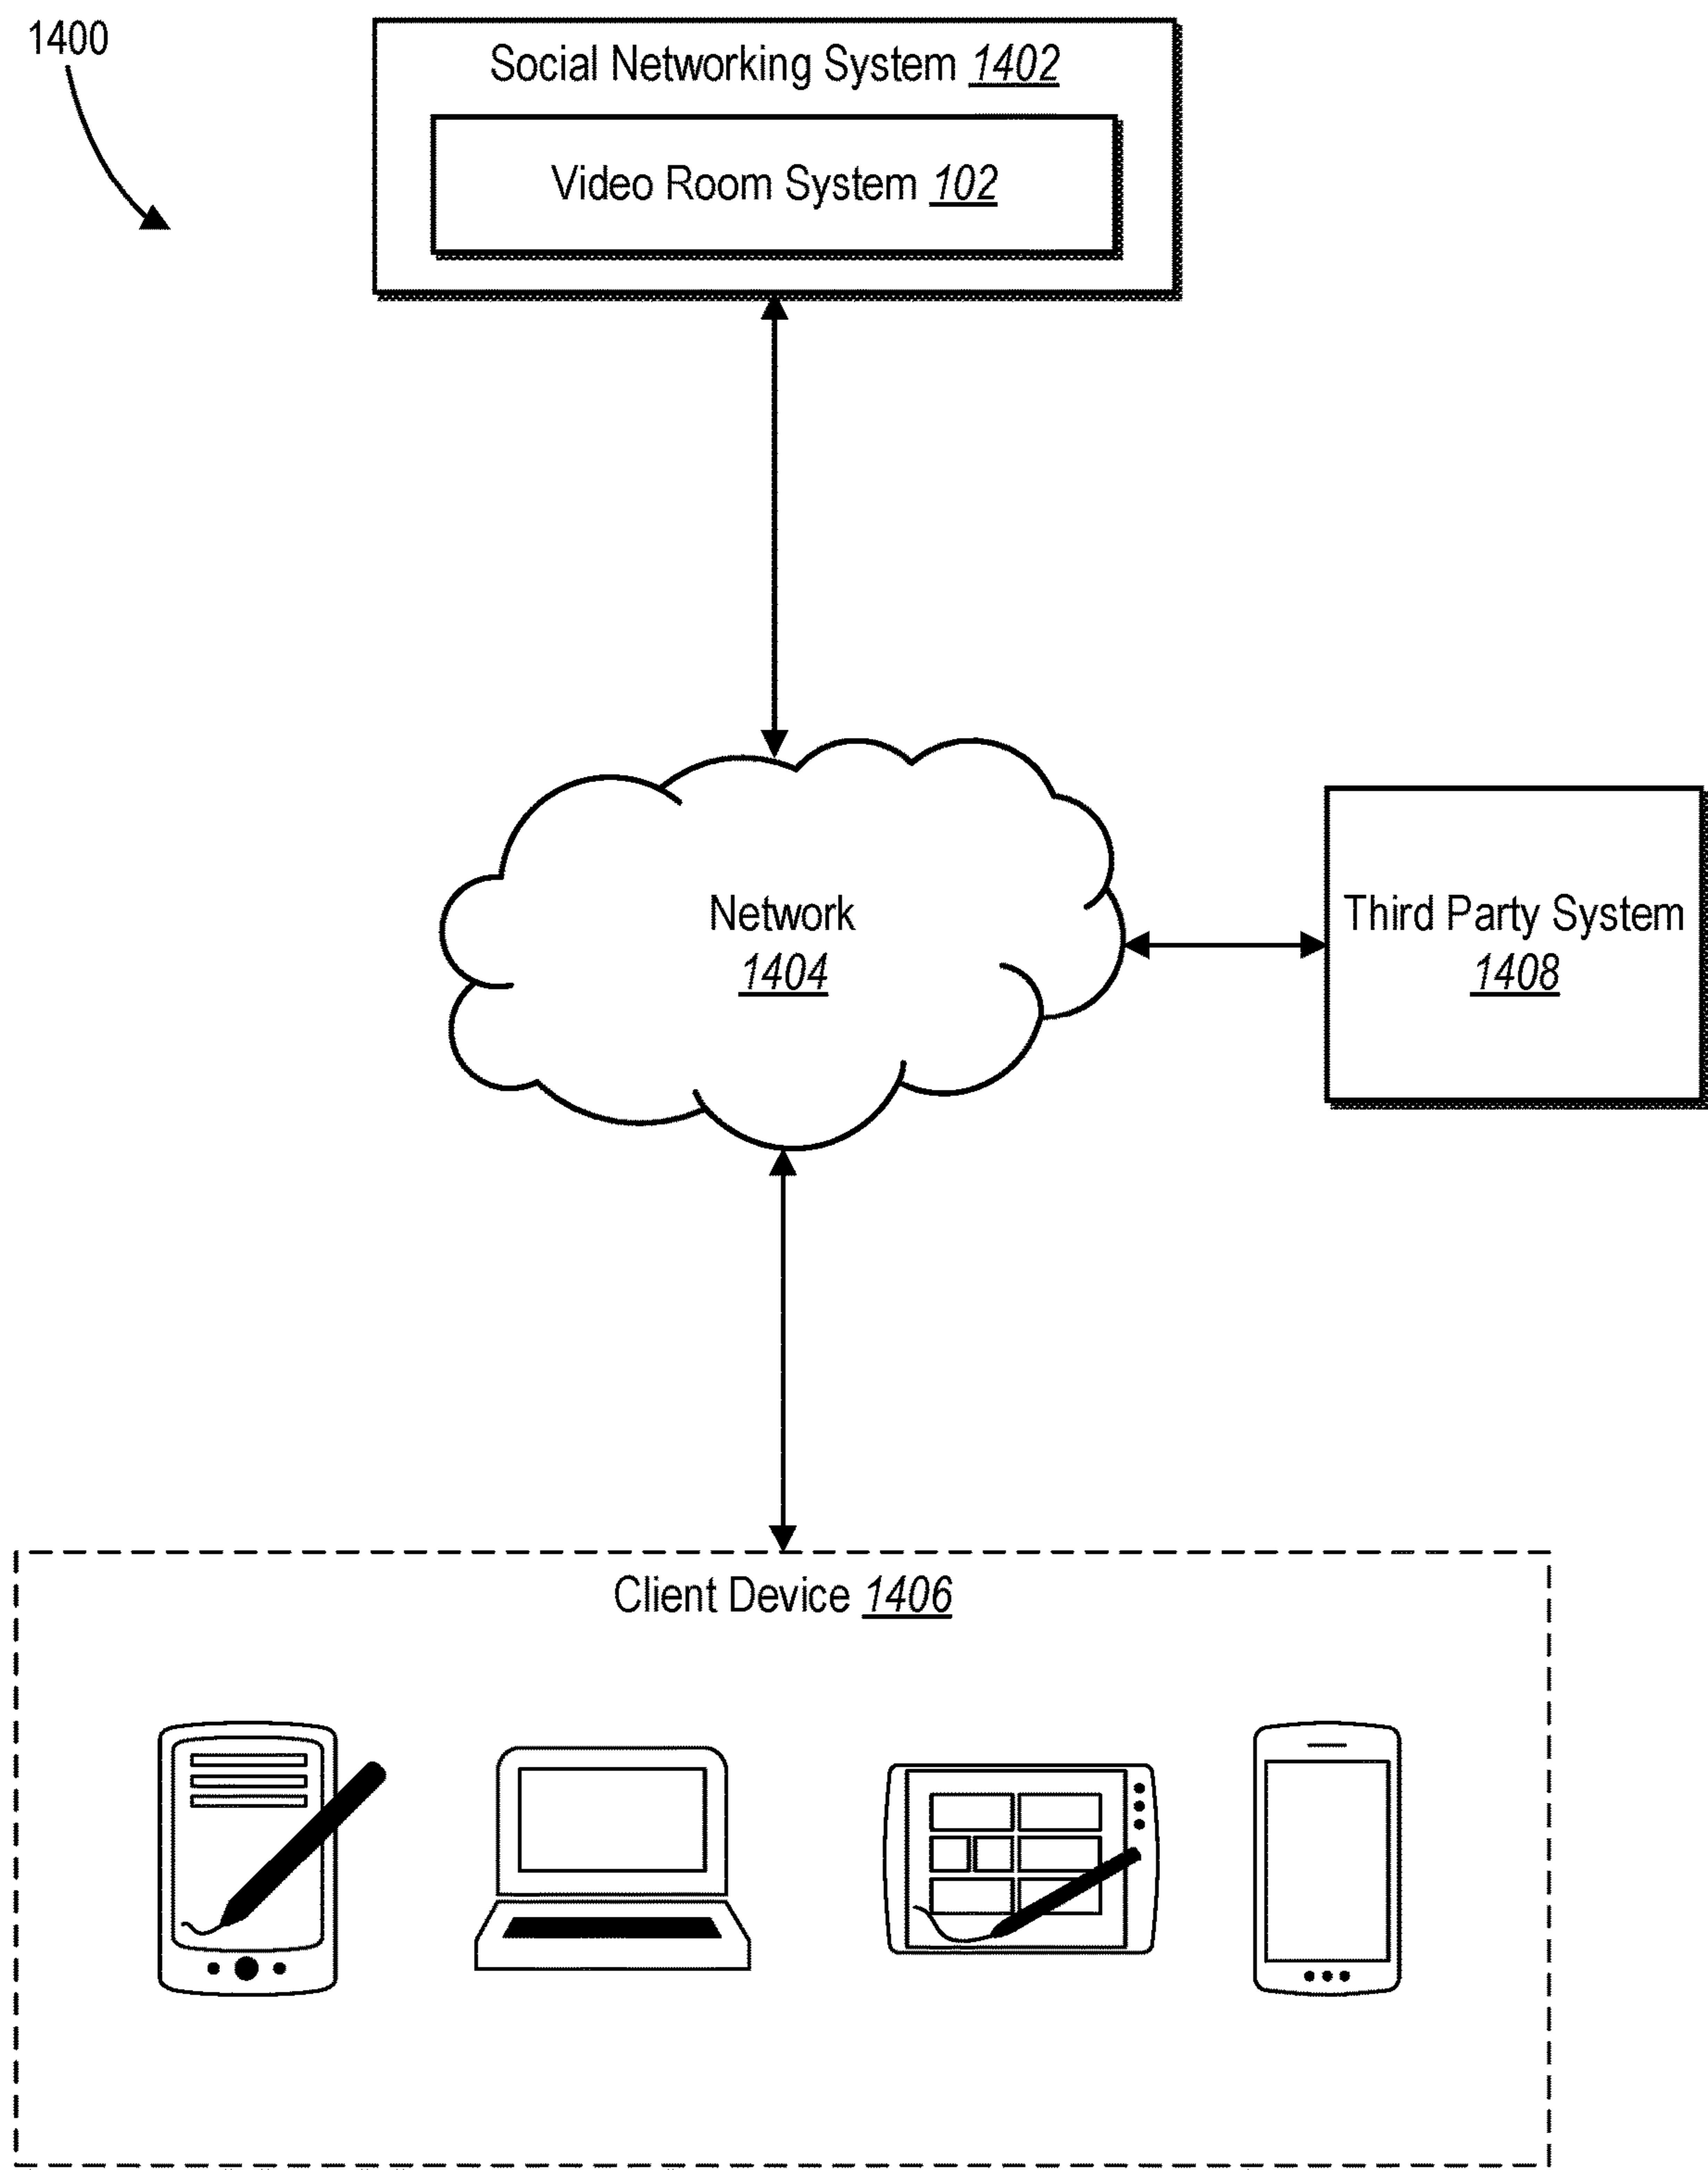 1400
Social Networking System 1402
Video Room System 102
Network
1404
Third Party System
1408
Client Device 1406